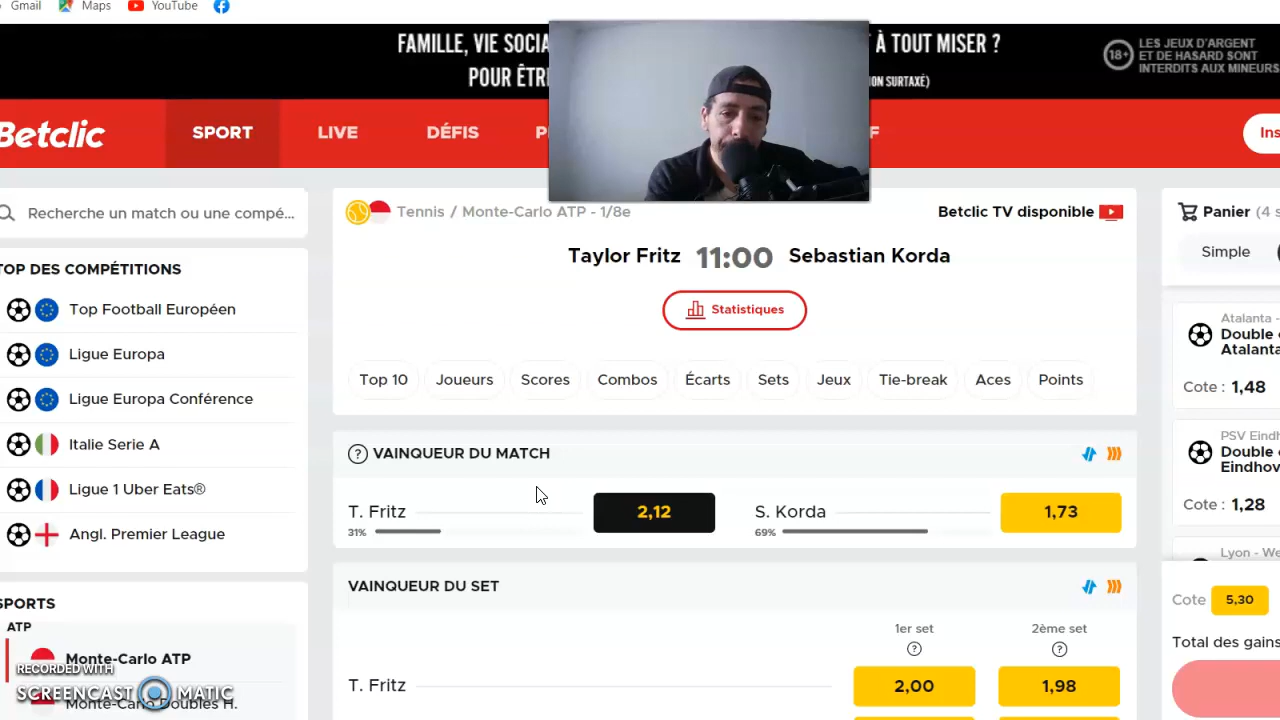 Gmail Maps YouTube
FAMILLE, VIE SOCIA À TOUT MISER ?
POUR ÊTR ON SURTAXÉ)
18+ LES JEUX D'ARGENT
ET DE HASARD SONT
INTERDITS AUX MINEURS
Betclic SPORT LIVE DÉFIS P F Ins
Recherche un match ou une compé...
TOP DES COMPÉTITIONS
Top Football Européen
Ligue Europa
Ligue Europa Conférence
Italie Serie A
Ligue 1 Uber Eats®
Angl. Premier League
SPORTS
ATP
Monte-Carlo ATP
Monte-Carlo Doubles H.
RECORDED WITH
SCREENCAST MATIC
Tennis / Monte-Carlo ATP - 1/8e
Betclic TV disponible
Taylor Fritz 11:00 Sebastian Korda
Statistiques
Top 10 Joueurs Scores Combos Écarts Sets Jeux Tie-break Aces Points
? VAINQUEUR DU MATCH
T. Fritz 2,12 S. Korda 1,73
31% 69%
VAINQUEUR DU SET
1er set 2ème set
? ?
T. Fritz 2,00 1,98
Panier (4 s
Simple
Atalanta -
Double
Atalanta
Cote : 1,48
PSV Eindh
Double
Eindhov
Cote : 1,28
Lyon - We
Cote 5,30
Total des gains